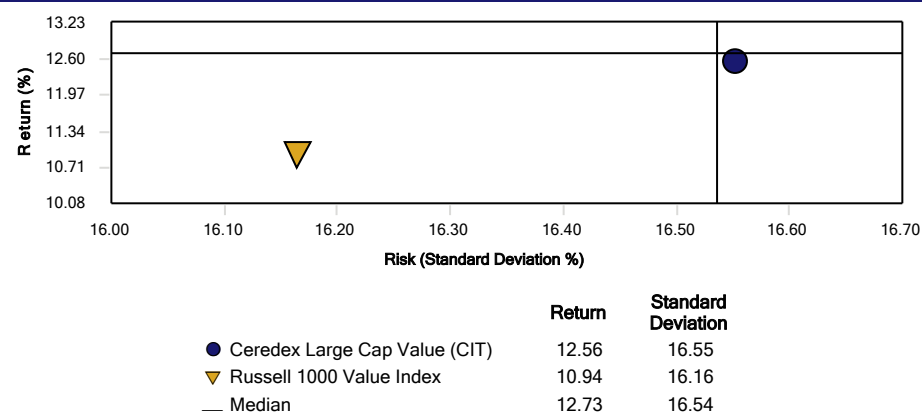 13.23
12.60
11.97
11.34
10.71
10.08
Return (%)
16.00 16.10 16.20 16.30 16.40 16.50 16.60 16.70
Risk (Standard Deviation %)
Return Standard Deviation
Ceredex Large Cap Value (CIT) 12.56 16.55
Russell 1000 Value Index 10.94 16.16
Median 12.73 16.54